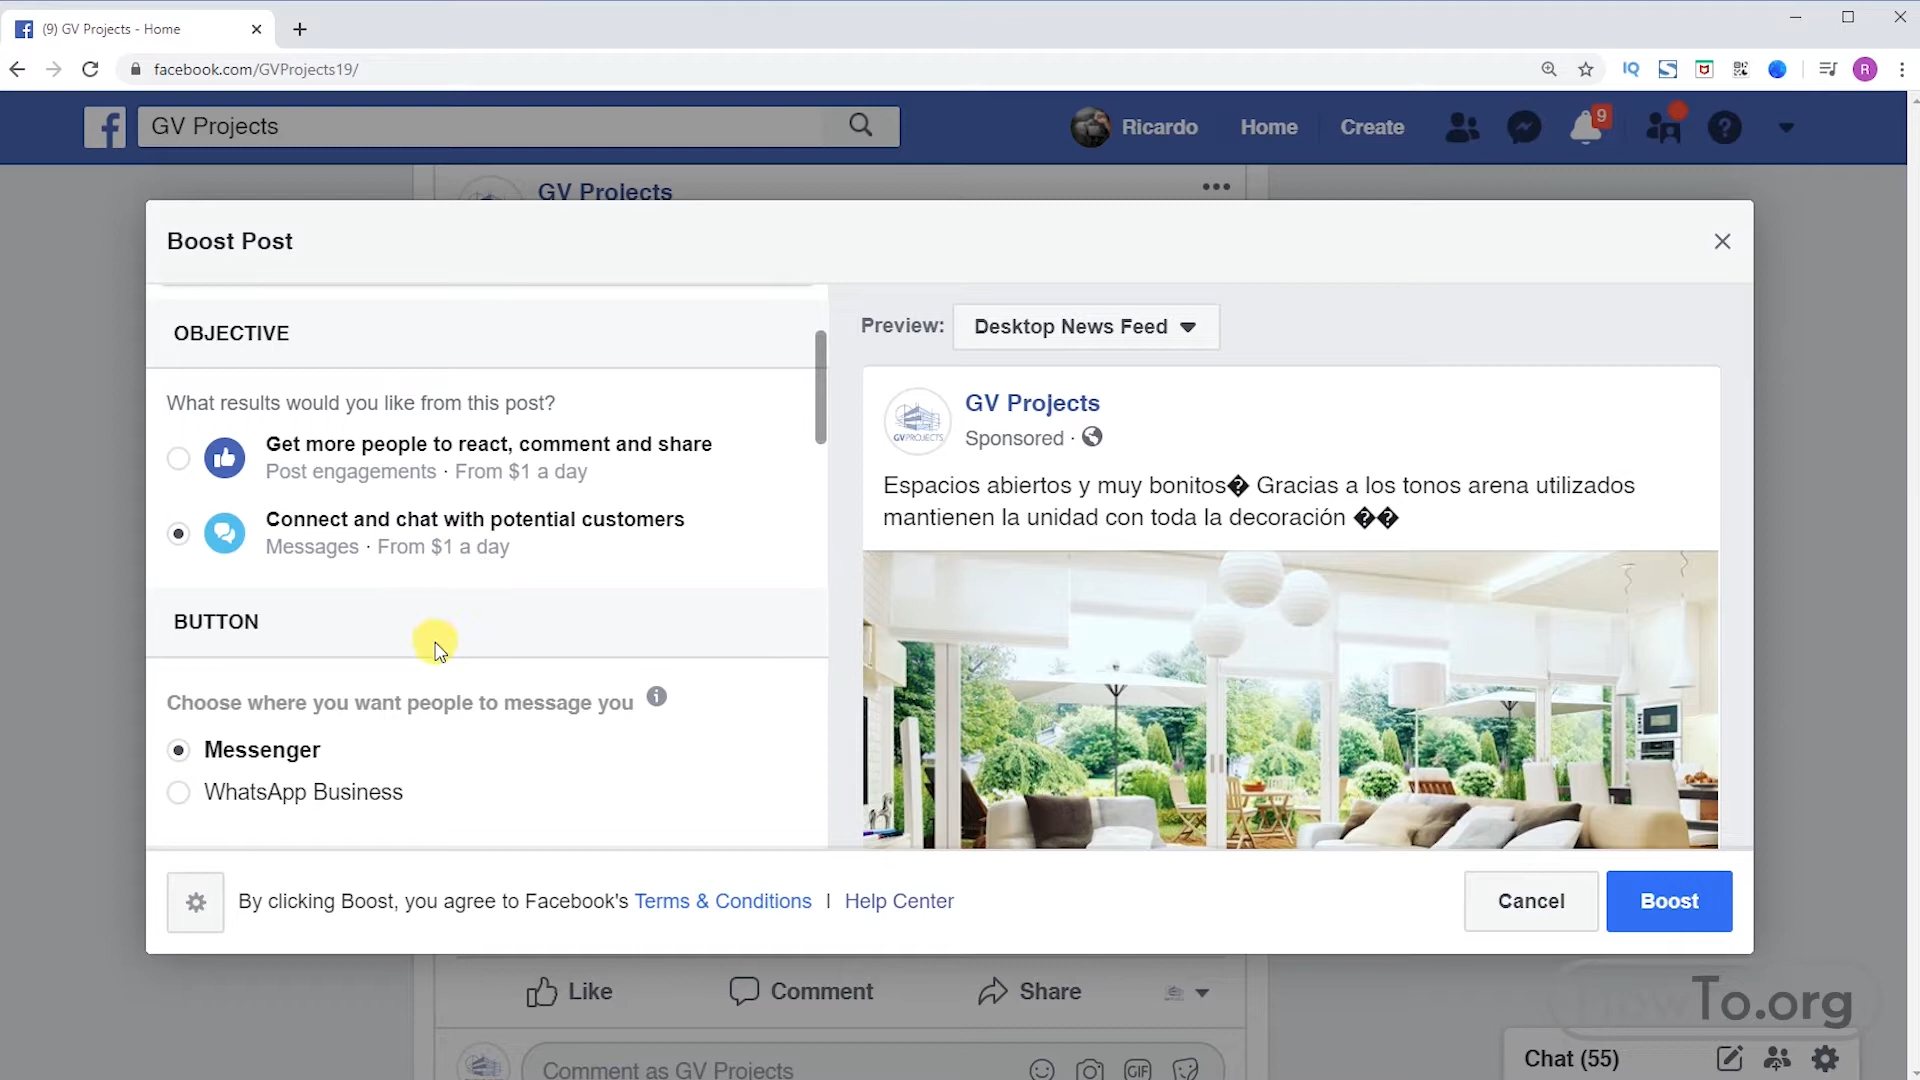 (9) GV Projects - Home
facebook.com/GVProjects19/
GV Projects
Ricardo
Home
Create
9
GV Projects
Boost Post
OBJECTIVE
What results would you like from this post?
Get more people to react, comment and share
Post engagements · From $1 a day
Connect and chat with potential customers
Messages · From $1 a day
BUTTON
Choose where you want people to message you
Messenger
WhatsApp Business
Preview:
Desktop News Feed
GV Projects
GVPROJECTS
Sponsored ·
Espacios abiertos y muy bonitos� Gracias a los tonos arena utilizados
mantienen la unidad con toda la decoración ��
By clicking Boost, you agree to Facebook's Terms & Conditions | Help Center
Cancel
Boost
Like
Comment
Share
Comment as GV Projects
GIF
howTo.org
Chat (55)